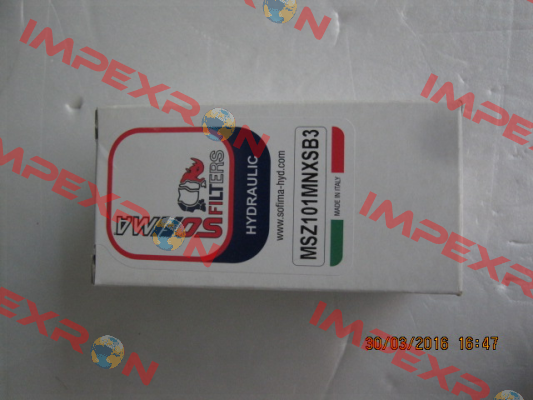 SOFIMA
FILTERS
HYDRAULIC
www.sofima-hyd.com
MSZ101MNXSB3
MADE IN ITALY
30/03/2016 16:47
IMPEXRON
IMPEXRON
IMPEXRON
IMPEXRON
IMPEXRON
IMPEXRON